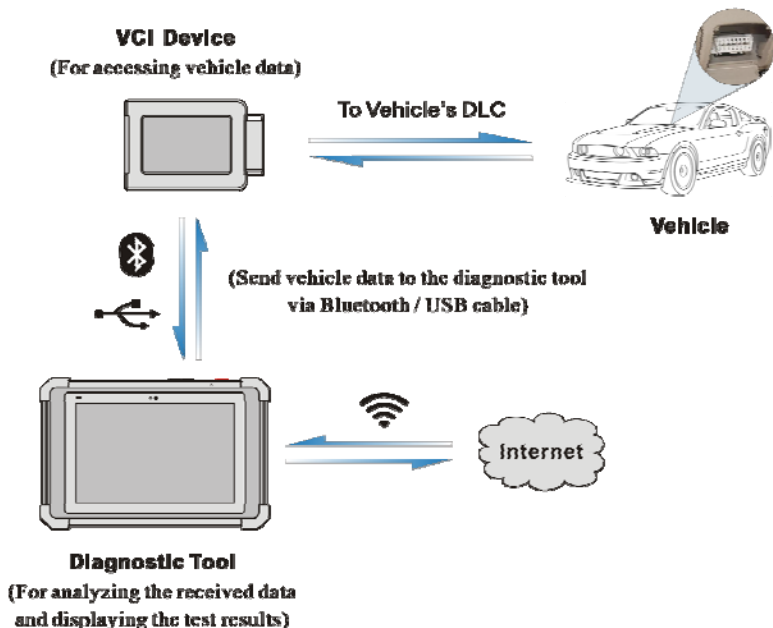 VCI Device
(For accessing vehicle data)
To Vehicle's DLC
Vehicle
(Send vehicle data to the diagnostic tool
via Bluetooth / USB cable)
Internet
Diagnostic Tool
(For analyzing the received data
and displaying the test results)